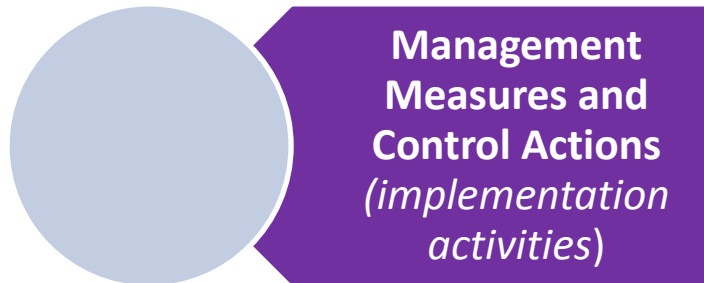 Management
Measures and
Control Actions
(implementation
activities)